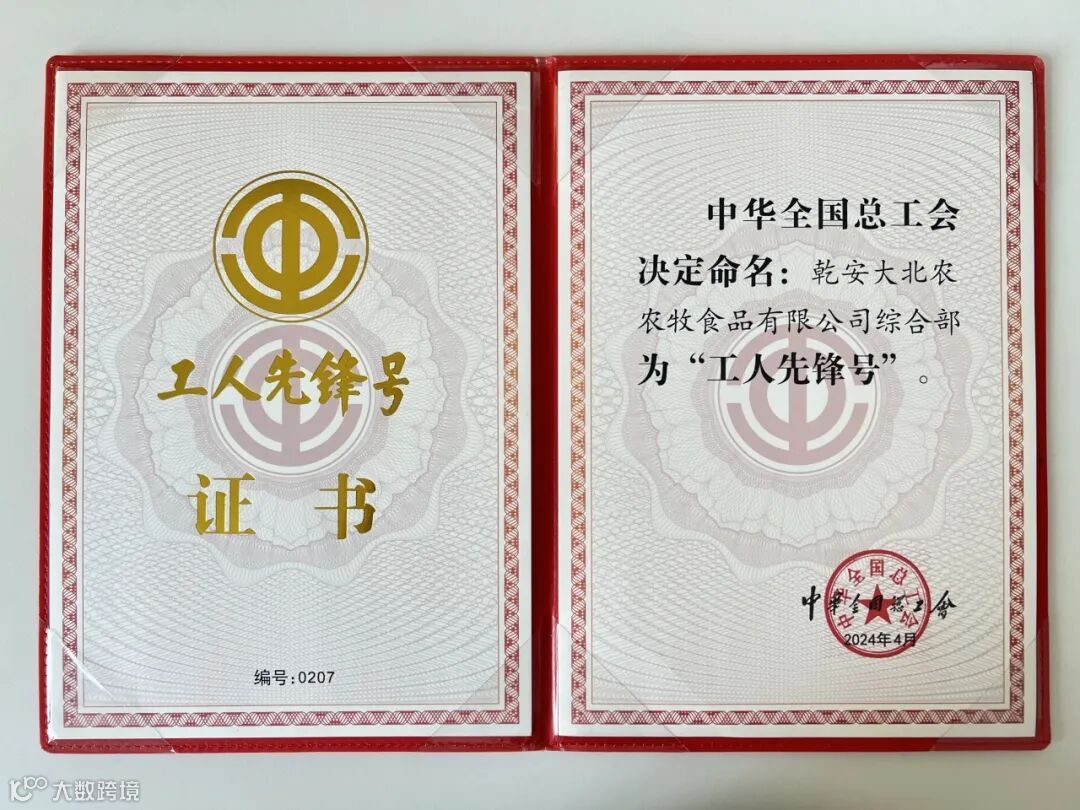 工人先锋号
证 书
编号:0207
中华全国总工会
决定命名：乾安大北农
农牧食品有限公司综合部
为“工人先锋号”。
中华全国总工会
中華全国总工會
2024年4月
大数跨境